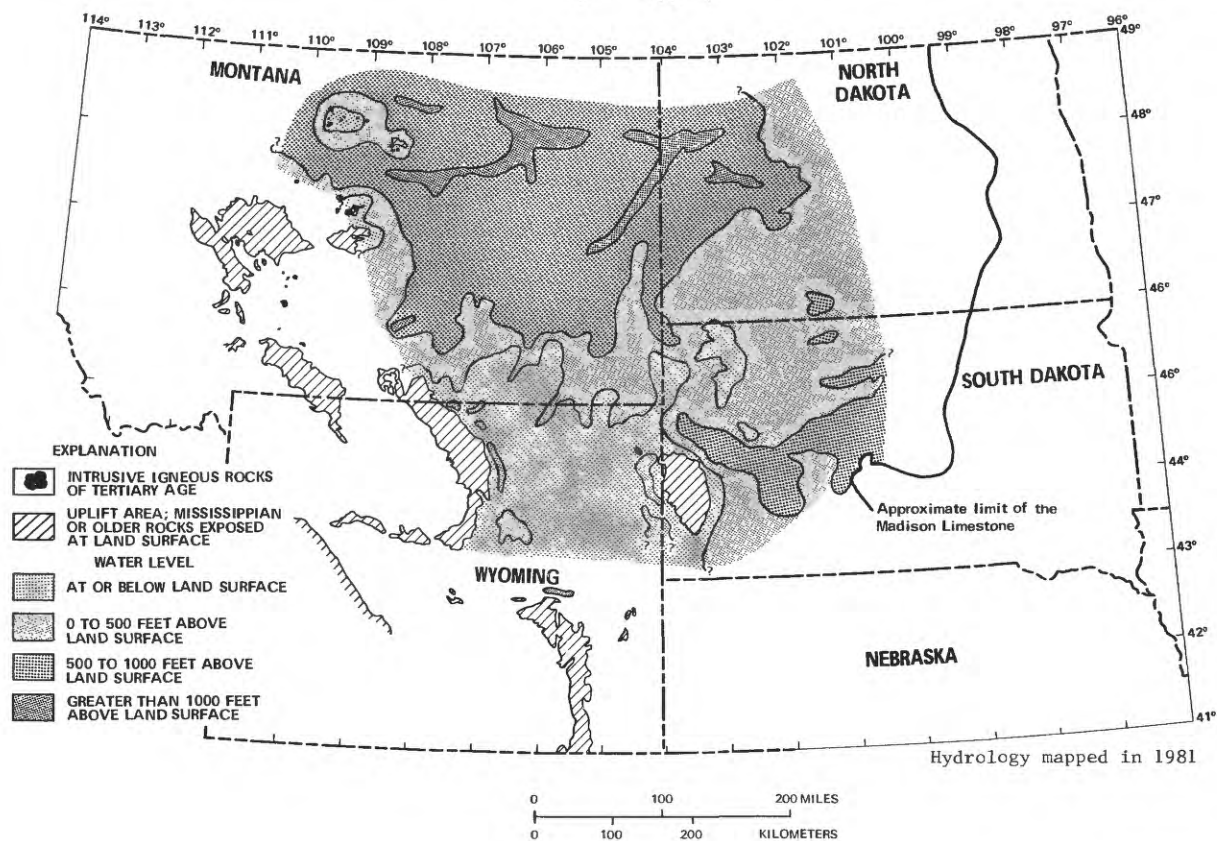 114°
113°
112°
111°
110°
109°
108°
107°
106°
105°
104°
103°
102°
101°
100°
99°
98°
97°
96°
49°
MONTANA
NORTH
DAKOTA
48°
47°
46°
46°
SOUTH DAKOTA
44°
Approximate limit of the
Madison Limestone
43°
WYOMING
42°
NEBRASKA
41°
EXPLANATION
INTRUSIVE IGNEOUS ROCKS
OF TERTIARY AGE
UPLIFT AREA; MISSISSIPPIAN
OR OLDER ROCKS EXPOSED
AT LAND SURFACE
WATER LEVEL
AT OR BELOW LAND SURFACE
0 TO 500 FEET ABOVE
LAND SURFACE
500 TO 1000 FEET ABOVE
LAND SURFACE
GREATER THAN 1000 FEET
ABOVE LAND SURFACE
?
?
?
?
?
?
?
?
?
Hydrology mapped in 1981
0 100 200 MILES
0 100 200 KILOMETERS